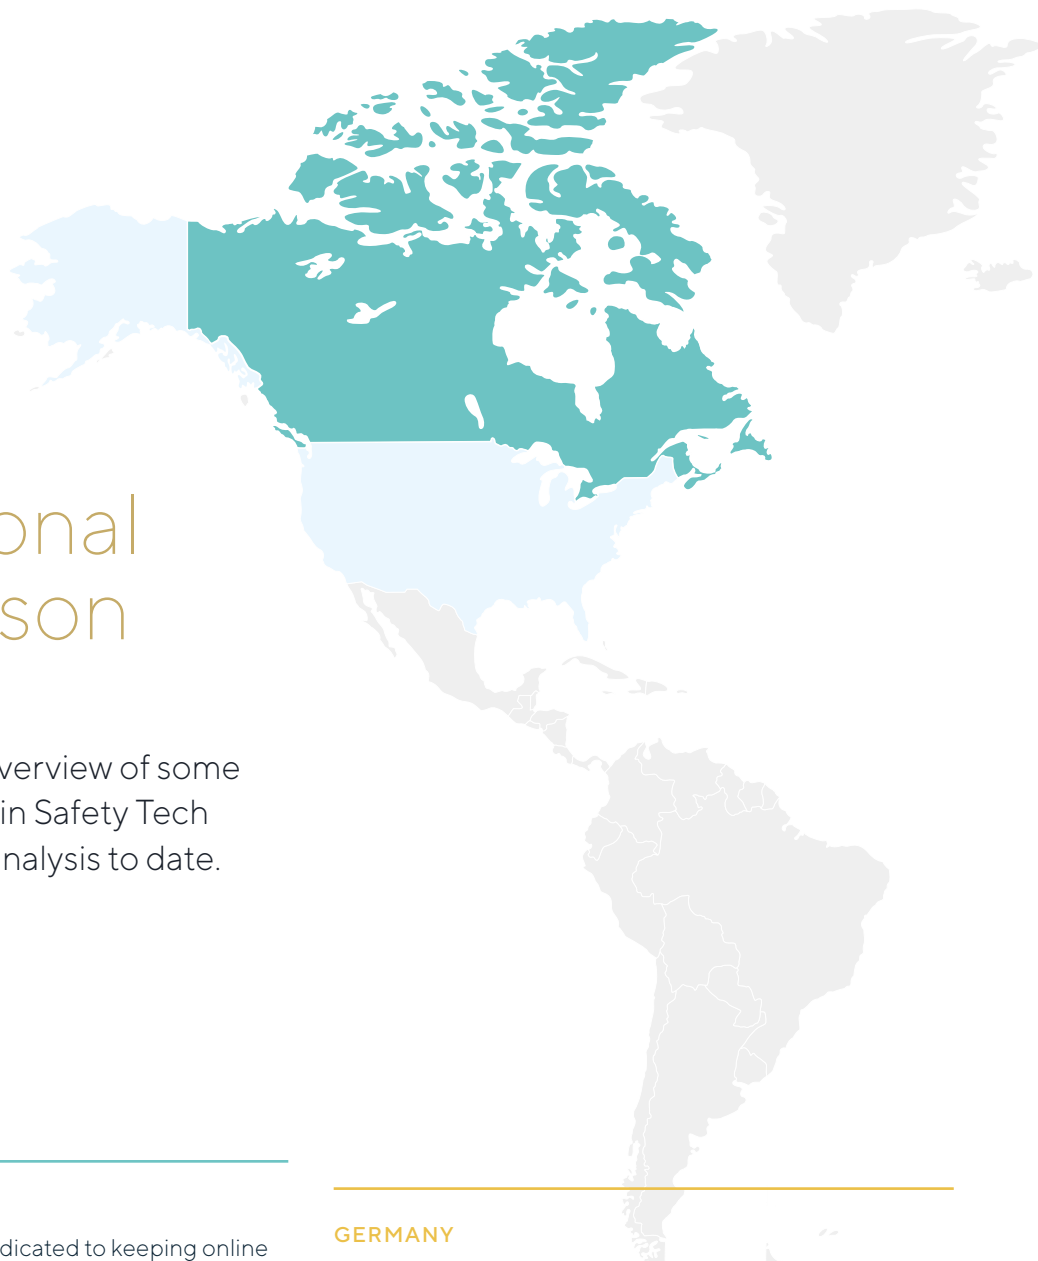 onal
son
verview of some
in Safety Tech
nalysis to date.
dicated to keeping online
GERMANY